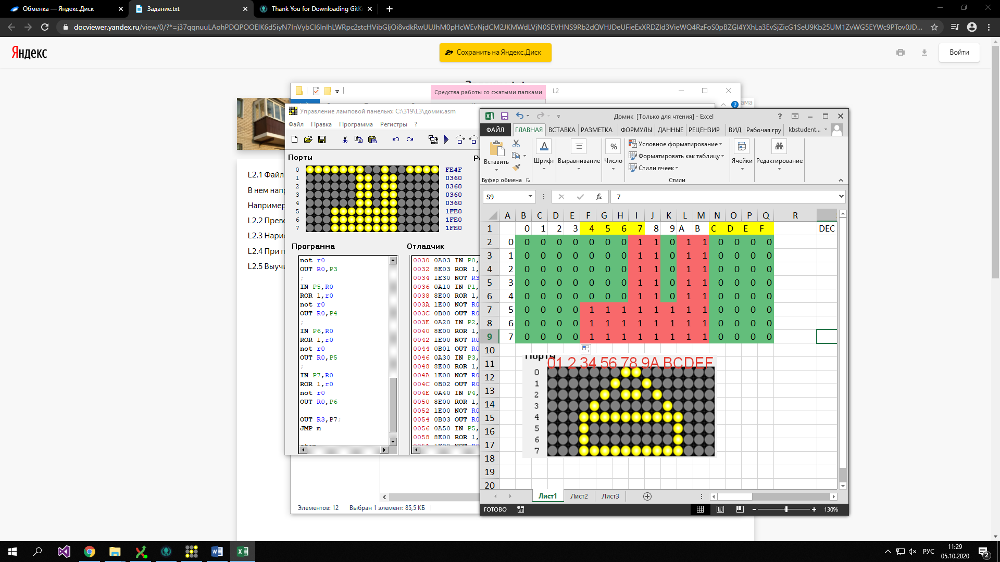 Обменка — Яндекс.Диск
Задание.txt
Thank You for Downloading GitK
docviewer.yandex.ru
Яндекс
Сохранить на Яндекс.Диск
Войти
Средства работы со сжатыми папками
L2
L2.1 Файл
В нем напр
Например
L2.2 Преве
L2.3 Нарис
L2.4 При п
L2.5 Выучи
Управление ламповой панелью: C:\319\L3\домик.asm
Файл Правка Программа Регистры ?
Порты
0 FE4F
1 0360
2 0360
3 0360
4 0360
5 1FE0
6 1FE0
7 1FE0
Программа
not r0
OUT R0,P3
;
IN P5,R0
ROR 1,r0
not r0
OUT R0,P4
;
IN P6,R0
ROR 1,r0
not r0
OUT R0,P5
;
IN P7,R0
ROR 1,r0
not r0
OUT R0,P6
OUT R3,P7;
JMP m
Отладчик
0030 0A03 IN P0,
0032 8E03 ROR 1,
0034 1E30 NOT R3
0036 0A10 IN P1,
0038 8E00 ROR 1,
003A 1E00 NOT R0
003C 0B00 OUT R0
003E 0A20 IN P2,
0040 8E00 ROR 1,
0042 1E00 NOT R0
0044 0B01 OUT R0
0046 0A30 IN P3,
0048 8E00 ROR 1,
004A 1E00 NOT R0
004C 0B02 OUT R0
004E 0A40 IN P4,
0050 8E00 ROR 1,
0052 1E00 NOT R0
0054 0B03 OUT R0
0056 0A50 IN P5,
0058 8E00 ROR 1,
Элементов: 12 Выбран 1 элемент: 85,5 КБ
Домик [Только для чтения] - Excel
ФАЙЛ ГЛАВНАЯ ВСТАВКА РАЗМЕТКА ФОРМУЛЫ ДАННЫЕ РЕЦЕНЗИР ВИД Рабочая гру kbstudent...
Вставить
Буфер обмена
Шрифт
Выравнивание
Число
Условное форматирование
Форматировать как таблицу
Стили ячеек
Стили
Ячейки
Редактирование
S9 7
A B C D E F G H I J K L M N O P Q R
1 0 1 2 3 4 5 6 7 8 9 A B C D E F DEC
2 0 0 0 0 0 0 0 0 1 1 0 1 1 0 0 0 0
3 1 0 0 0 0 0 0 0 1 1 0 1 1 0 0 0 0
4 2 0 0 0 0 0 0 0 1 1 0 1 1 0 0 0 0
5 3 0 0 0 0 0 0 0 1 1 0 1 1 0 0 0 0
6 4 0 0 0 0 0 0 0 1 1 0 1 1 0 0 0 0
7 5 0 0 0 0 1 1 1 1 1 1 1 1 0 0 0 0
8 6 0 0 0 0 1 1 1 1 1 1 1 1 0 0 0 0
9 7 0 0 0 0 1 1 1 1 1 1 1 1 0 0 0 0
10
11
12
13
14
15
16
17
18
19
20
Порты
01 2 34 56 78 9A BCDEF
0
1
2
3
4
5
6
7
Лист1 Лист2 Лист3
ГОТОВО 130%
РУС
11:29
05.10.2020
2